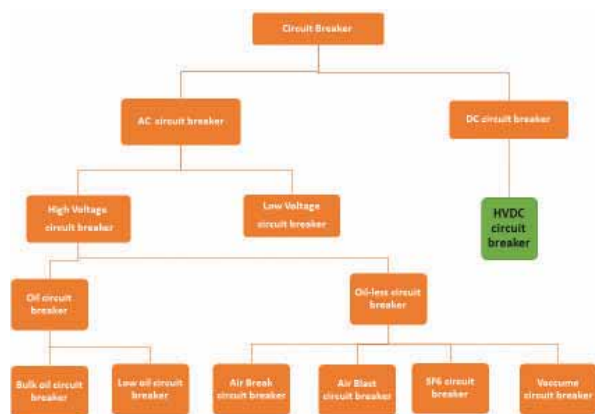 Circuit Breaker
AC circuit breaker
DC circuit breaker
High Voltage
circuit breaker
Low Voltage
circuit breaker
HVDC
circuit
breaker
Oil circuit
breaker
Oil-less circuit
breaker
Bulk oil circuit
breaker
Low oil circuit
breaker
Air Break
circuit breaker
Air Blast circuit
breaker
SF6 circuit
breaker
Vaccume
circuit breaker